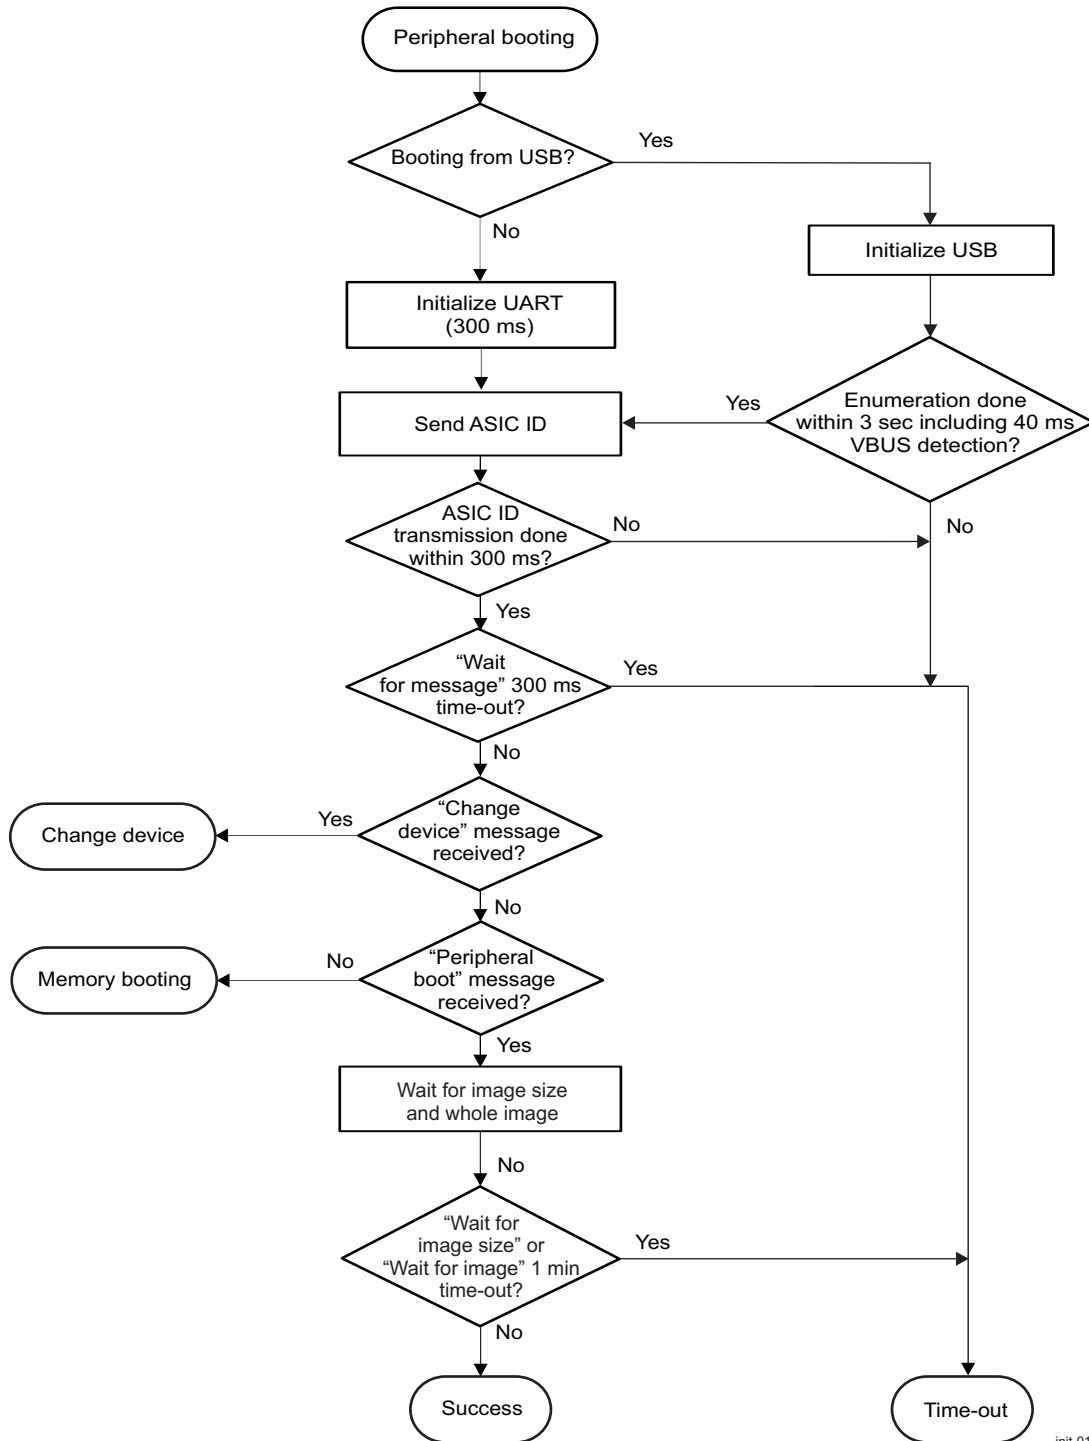 Peripheral booting
Booting from USB?
Yes
No
Initialize USB
Initialize UART
(300 ms)
Enumeration done
within 3 sec including 40 ms
VBUS detection?
Yes
No
Send ASIC ID
ASIC ID
transmission done
within 300 ms?
No
Yes
“Wait
for message” 300 ms
time-out?
Yes
No
“Change
device” message
received?
Yes
Change device
No
“Peripheral
boot” message
received?
No
Memory booting
Yes
Wait for image size
and whole image
No
“Wait for
image size” or
“Wait for image” 1 min
time-out?
Yes
No
Success
Time-out